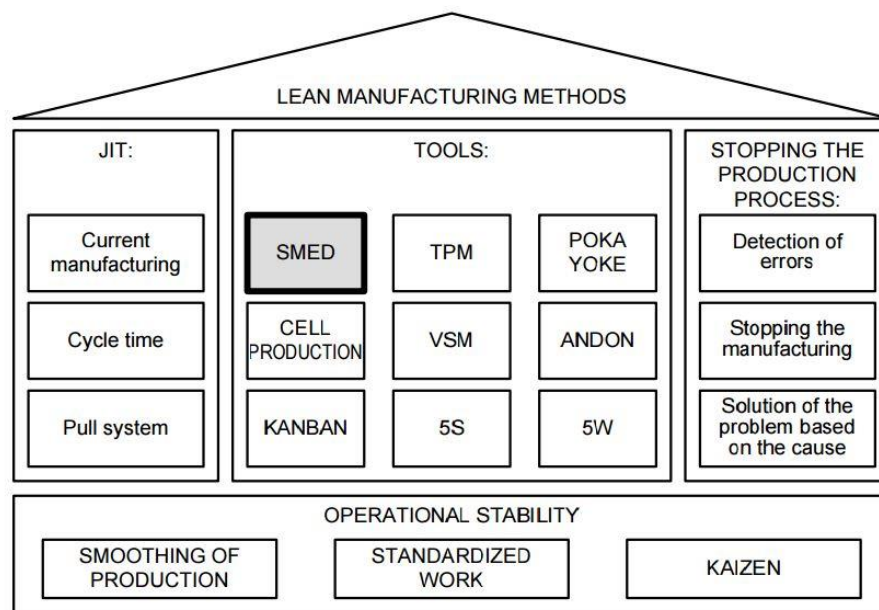 LEAN MANUFACTURING METHODS
JIT:
Current
manufacturing
Cycle time
Pull system
TOOLS:
SMED
TPM
POKA
YOKE
CELL
PRODUCTION
VSM
ANDON
KANBAN
5S
5W
STOPPING THE
PRODUCTION
PROCESS:
Detection of
errors
Stopping the
manufacturing
Solution of the
problem based
on the cause
OPERATIONAL STABILITY
SMOOTHING OF
PRODUCTION
STANDARDIZED
WORK
KAIZEN